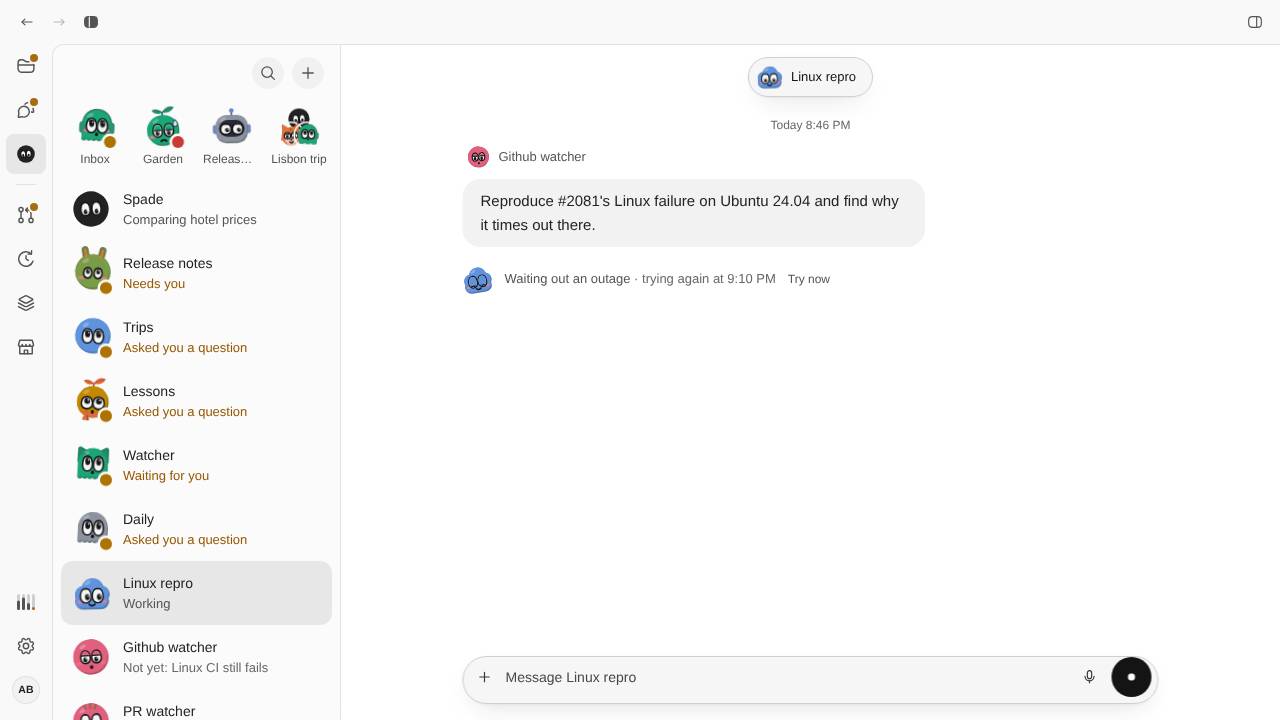 Inbox
Garden
Releas…
Lisbon trip
Spade
Comparing hotel prices
Release notes
Needs you
Trips
Asked you a question
Lessons
Asked you a question
Watcher
Waiting for you
Daily
Asked you a question
Linux repro
Working
Github watcher
Not yet: Linux CI still fails
PR watcher
AB
Linux repro
Today 8:46 PM
Github watcher
Reproduce #2081's Linux failure on Ubuntu 24.04 and find why
it times out there.
Waiting out an outage · trying again at 9:10 PM Try now
Message Linux repro